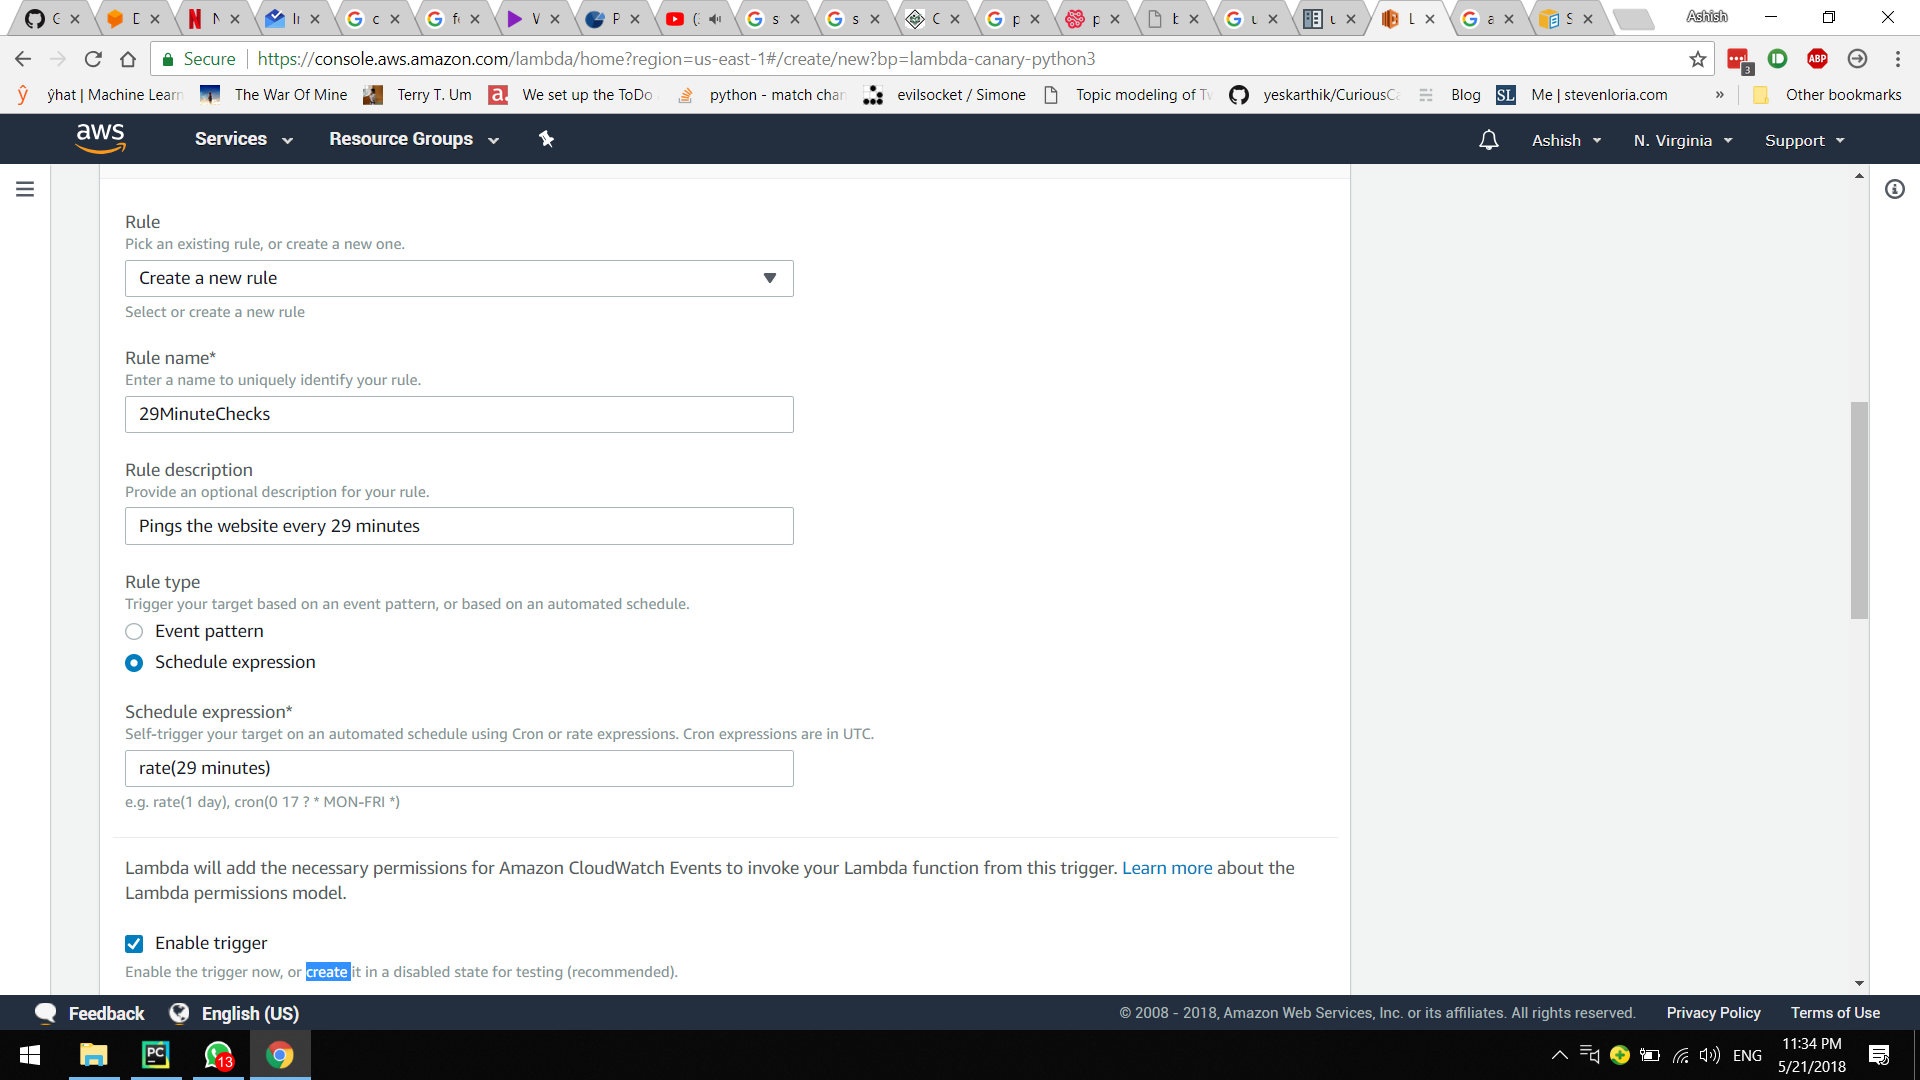 Ashish
Secure
https://console.aws.amazon.com/lambda/home?region=us-east-1#/create/new?bp=lambda-canary-python3
ABP
3
ŷhat | Machine Learn
The War Of Mine
Terry T. Um
a.
We set up the ToDo
python - match char
evilsocket / Simone
Topic modeling of Tw
yeskarthik/CuriousCa
Blog
SL
Me | stevenloria.com
»
Other bookmarks
aws
Services
Resource Groups
Ashish
N. Virginia
Support
Rule
Pick an existing rule, or create a new one.
Create a new rule
Select or create a new rule
Rule name*
Enter a name to uniquely identify your rule.
29MinuteChecks
Rule description
Provide an optional description for your rule.
Pings the website every 29 minutes
Rule type
Trigger your target based on an event pattern, or based on an automated schedule.
Event pattern
Schedule expression
Schedule expression*
Self-trigger your target on an automated schedule using Cron or rate expressions. Cron expressions are in UTC.
rate(29 minutes)
e.g. rate(1 day), cron(0 17 ? * MON-FRI *)
Lambda will add the necessary permissions for Amazon CloudWatch Events to invoke your Lambda function from this trigger. Learn more about the
Lambda permissions model.
Enable trigger
Enable the trigger now, or create it in a disabled state for testing (recommended).
Feedback
English (US)
© 2008 - 2018, Amazon Web Services, Inc. or its affiliates. All rights reserved.
Privacy Policy
Terms of Use
PC
13
ENG
11:34 PM
5/21/2018